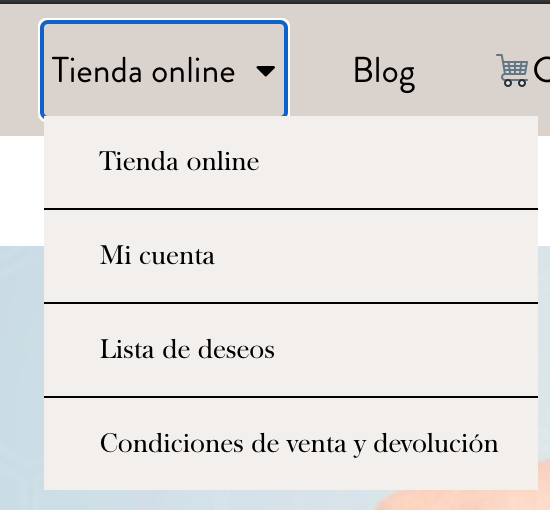 Tienda online
Blog
Tienda online
Mi cuenta
Lista de deseos
Condiciones de venta y devolución